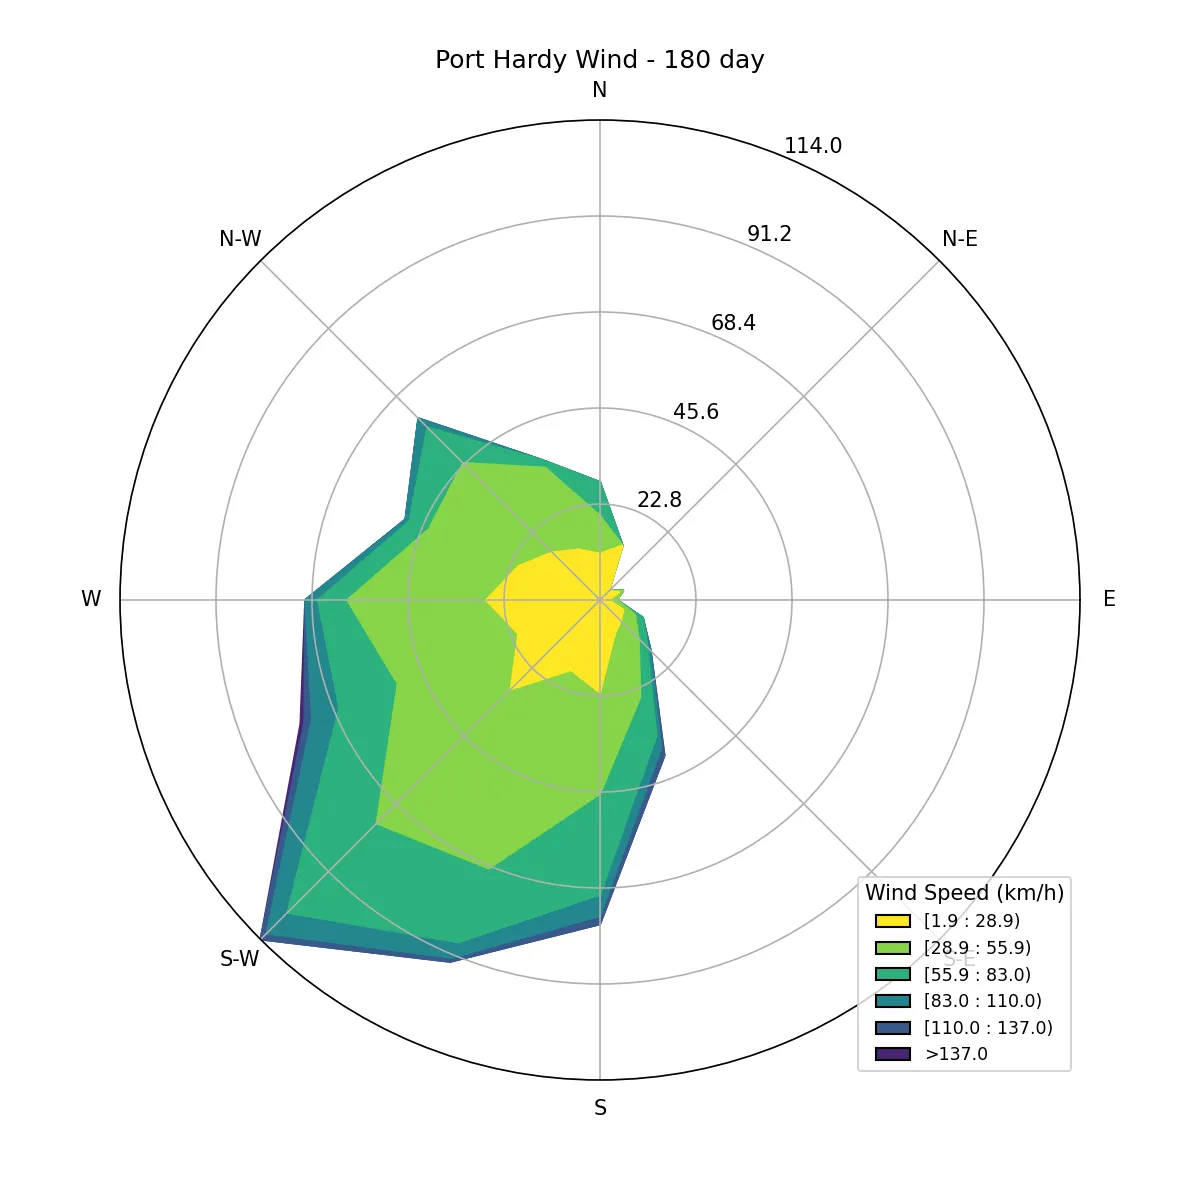 Port Hardy Wind - 180 day
N
114.0
N-W
91.2
N-E
68.4
45.6
22.8
W
E
Wind Speed (km/h)
[1.9 : 28.9)
[28.9 : 55.9)
S-W
S-E
[55.9 : 83.0)
[83.0 : 110.0)
[110.0 : 137.0)
>137.0
S